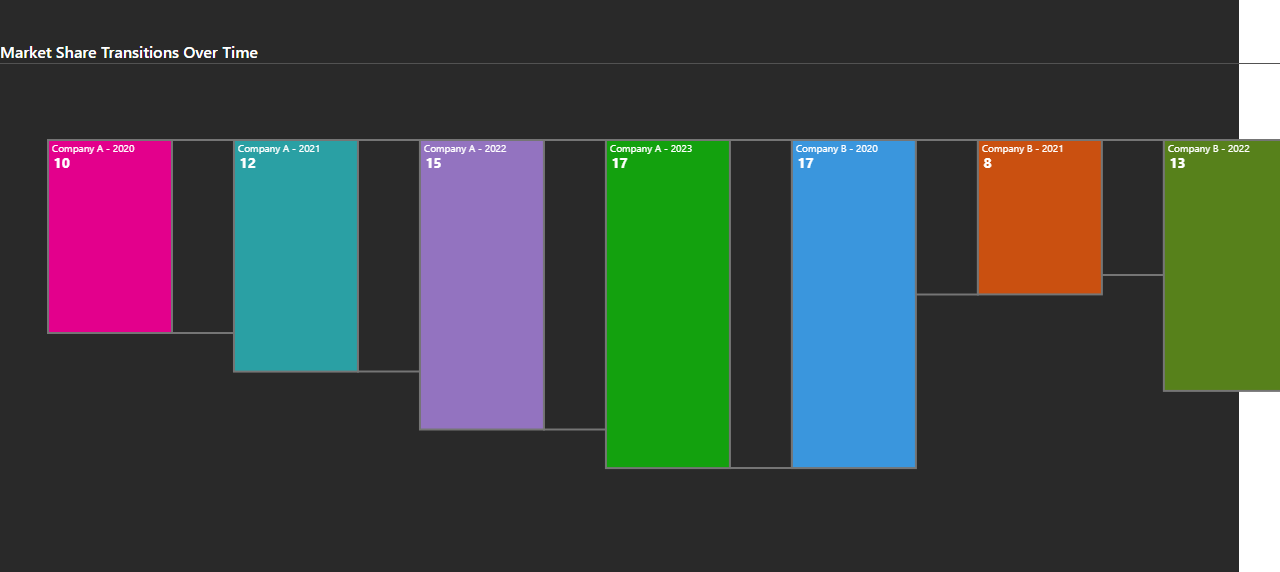 Market Share Transitions Over Time
Company A - 2020
10
Company A - 2021
12
Company A - 2022
15
Company A - 2023
17
Company B - 2020
17
Company B - 2021
8
Company B - 2022
13